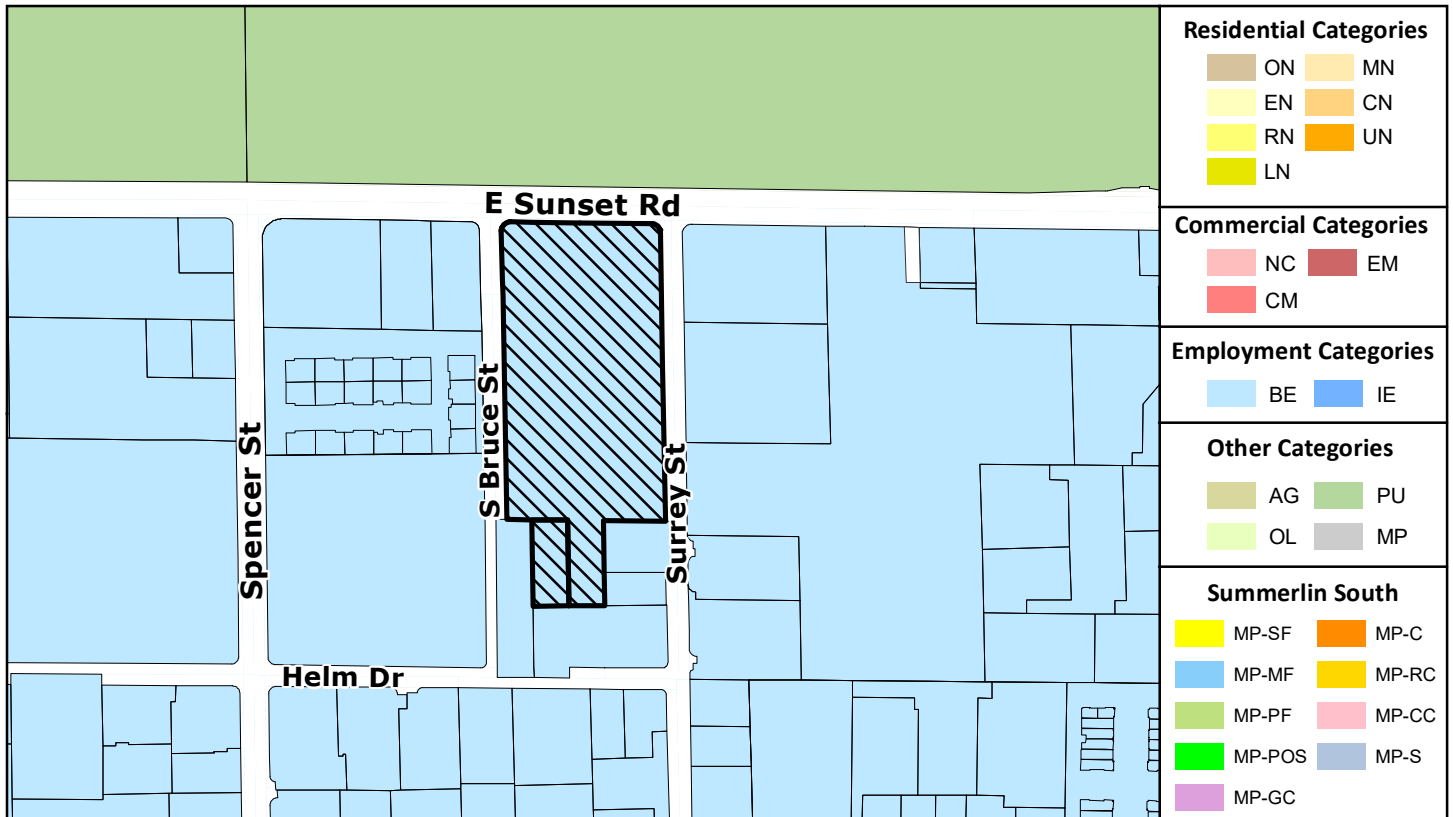 E Sunset Rd
S Bruce St
Spencer St
Surrey St
Helm Dr
Residential Categories
ON MN
EN CN
RN UN
LN
Commercial Categories
NC EM
CM
Employment Categories
BE IE
Other Categories
AG PU
OL MP
Summerlin South
MP-SF MP-C
MP-MF MP-RC
MP-PF MP-CC
MP-POS MP-S
MP-GC